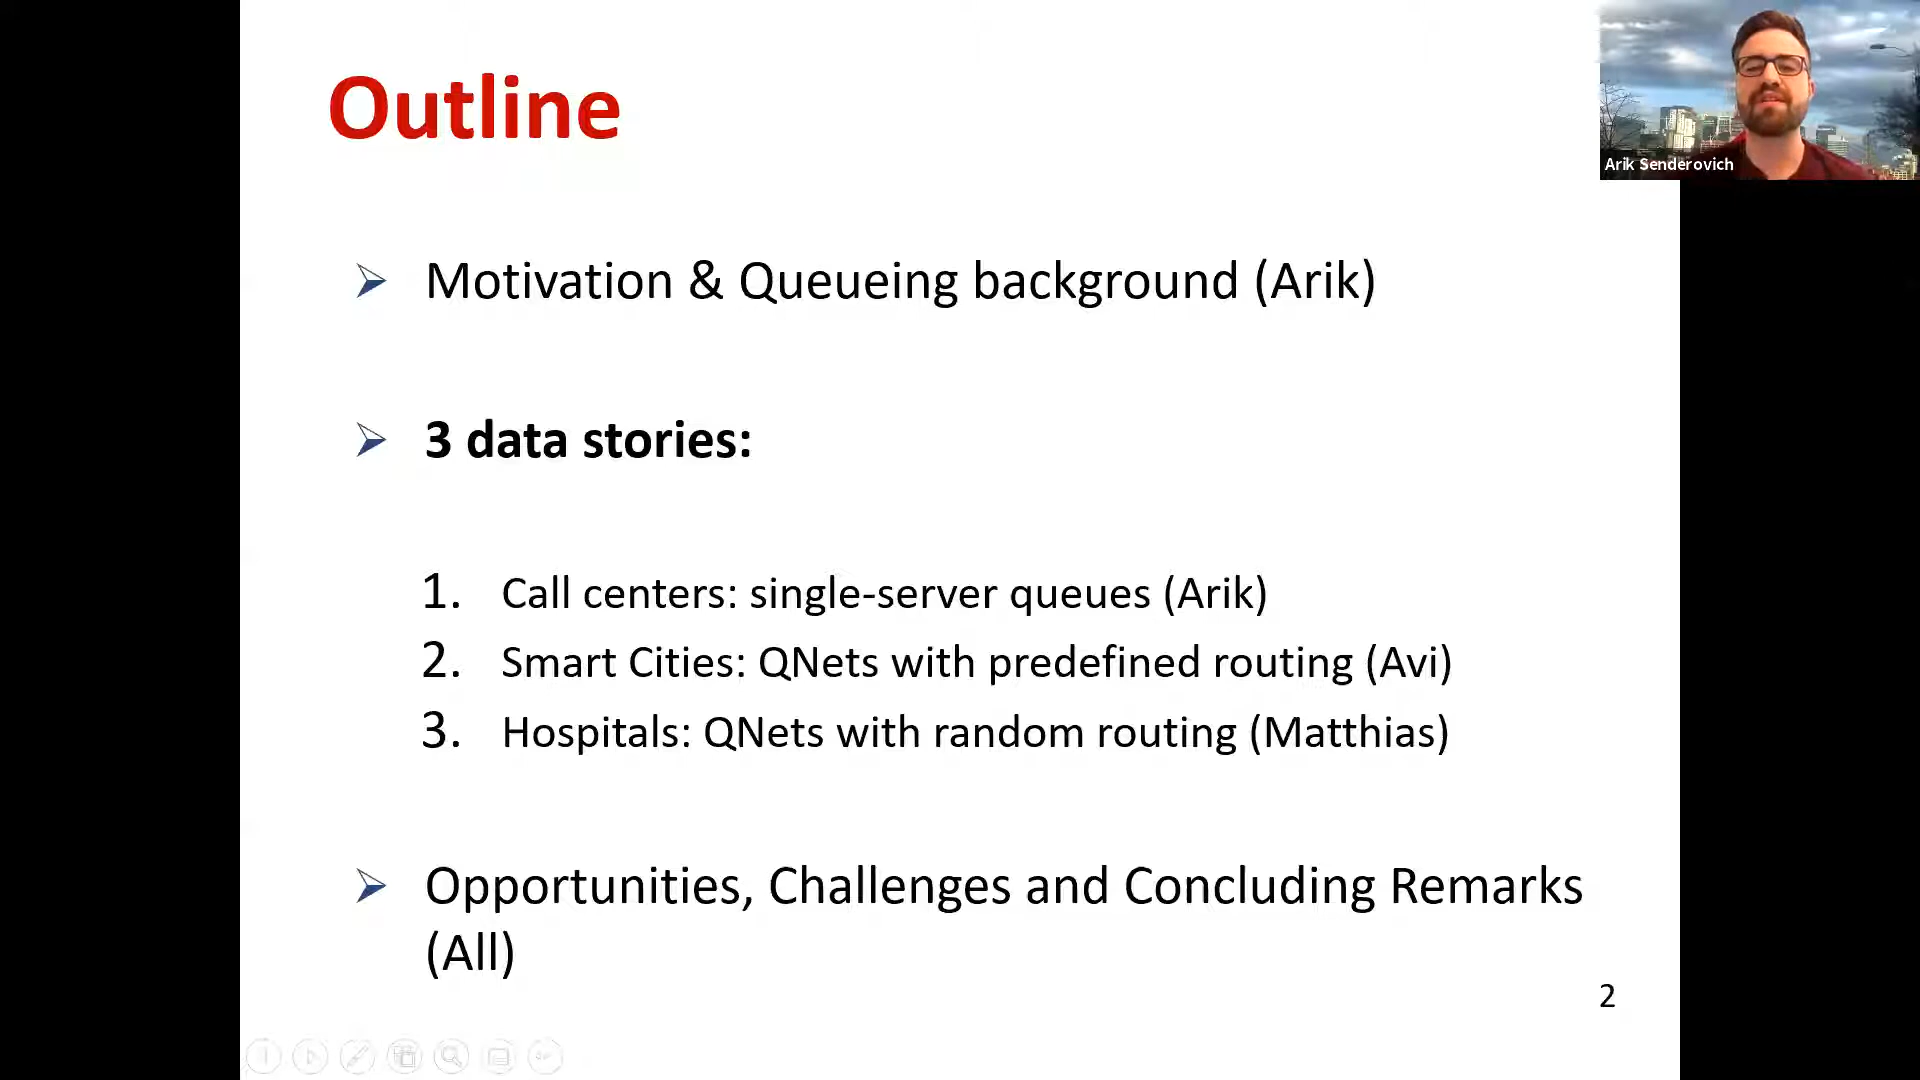 Outline
Arik Senderovich
Motivation & Queueing background (Arik)
3 data stories:
1. Call centers: single-server queues (Arik)
2. Smart Cities: QNets with predefined routing (Avi)
3. Hospitals: QNets with random routing (Matthias)
Opportunities, Challenges and Concluding Remarks
(All)
2